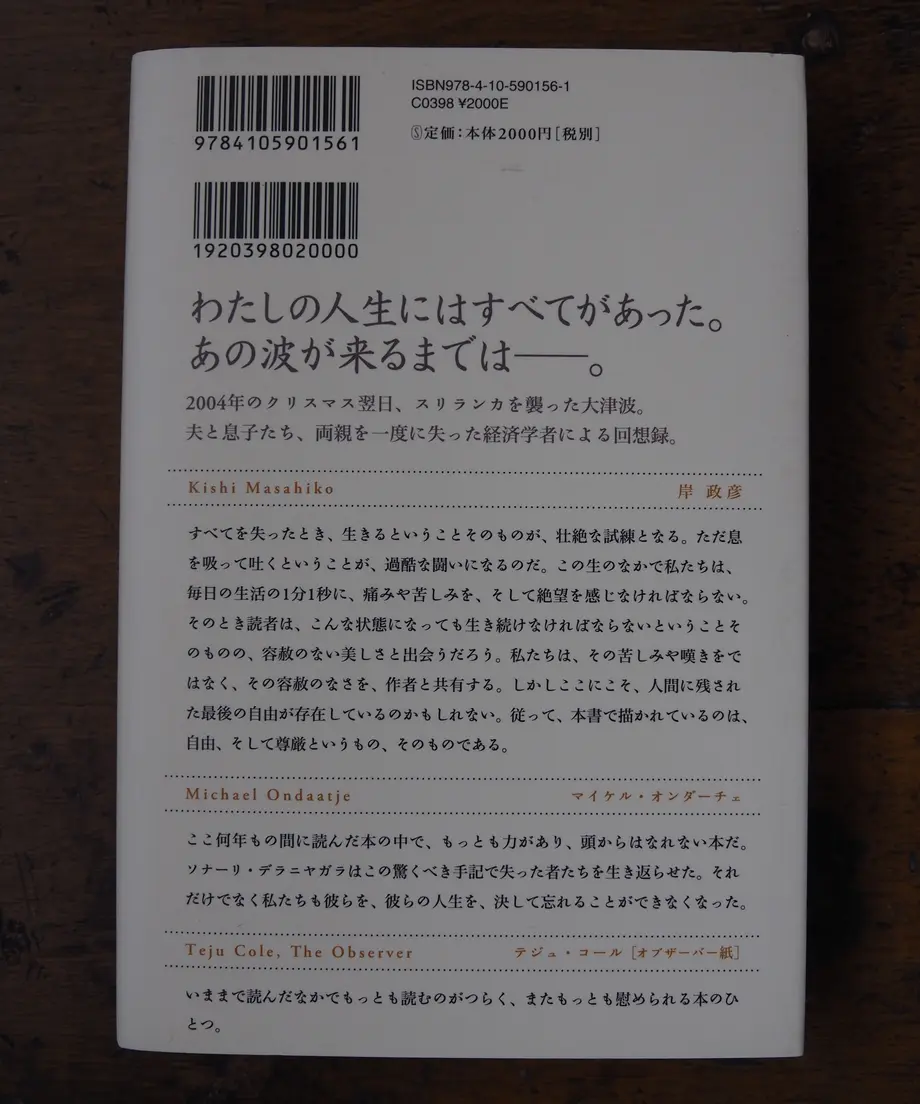 ISBN978-4-10-590156-1
C0398 ¥2000E
Ⓢ定価:本体2000円[税別]
9784105901561
1920398020000
わたしの人生にはすべてがあった。
あの波が来るまでは——。
2004年のクリスマス翌日、スリランカを襲った大津波。
夫と息子たち、両親を一度に失った経済学者による回想録。
Kishi Masahiko 岸 政彦
すべてを失ったとき、生きるということそのものが、壮絶な試練となる。ただ息
を吸って吐くということが、過酷な闘いになるのだ。この生のなかで私たちは、
毎日の生活の1分1秒に、痛みや苦しみを、そして絶望を感じなければならない。
そのとき読者は、こんな状態になっても生き続けなければならないということそ
のものの、容赦のない美しさと出会うだろう。私たちは、その苦しみや嘆きをで
はなく、その容赦のなさを、作者と共有する。しかしここにこそ、人間に残され
た最後の自由が存在しているのかもしれない。従って、本書で描かれているのは、
自由、そして尊厳というもの、そのものである。
Michael Ondaatje マイケル・オンダーチェ
ここ何年もの間に読んだ本の中で、もっとも力があり、頭からはなれない本だ。
ソナーリ・デラニヤガラはこの驚くべき手記で失った者たちを生き返らせた。それ
だけでなく私たちも彼らを、彼らの人生を、決して忘れることができなくなった。
Teju Cole, The Observer テジュ・コール[オブザーバー紙]
いままで読んだなかでもっとも読むのがつらく、またもっとも慰められる本のひ
とつ。